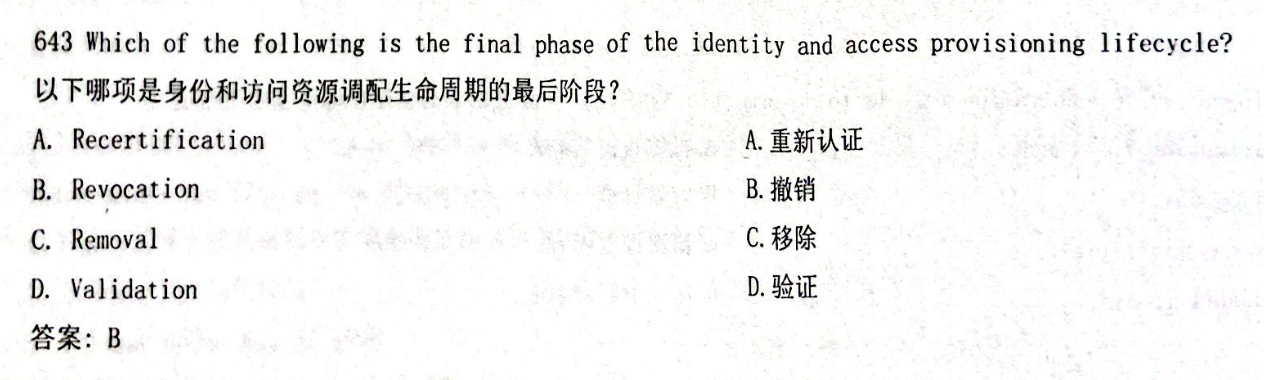 643 Which of the following is the final phase of the identity and access provisioning lifecycle?
以下哪项是身份和访问资源调配生命周期的最后阶段?
A. Recertification A.重新认证
B. Revocation B.撤销
C. Removal C.移除
D. Validation D.验证
答案: B